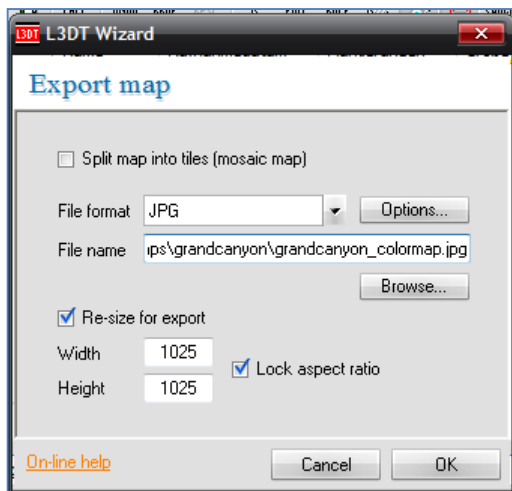 L3DT L3DT Wizard
Export map
Split map into tiles (mosaic map)
File format JPG Options...
File name ıps\grandcanyon\grandcanyon_colormap.jpg
Browse...
Re-size for export
Width 1025
Lock aspect ratio
Height 1025
On-line help Cancel OK